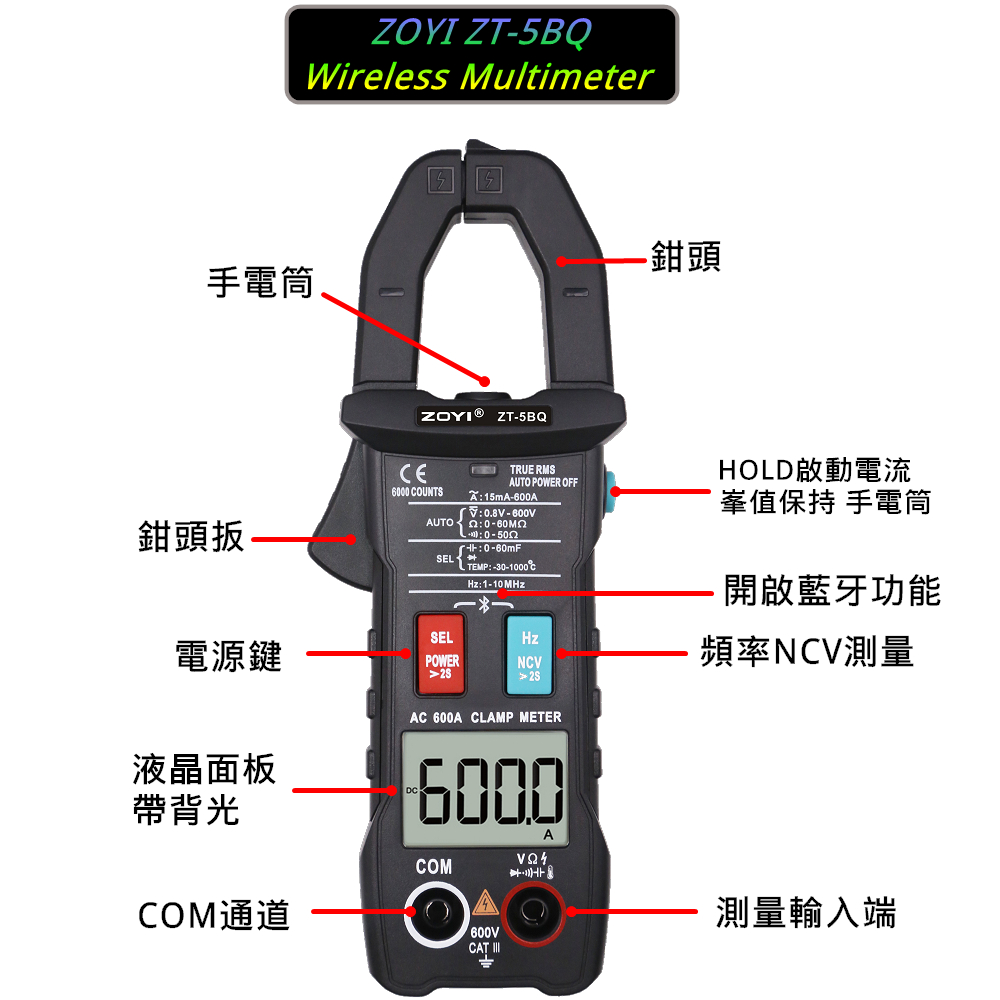 ZOYI ZT-5BQ
Wireless Multimeter
鉗頭
手電筒
ZOYI® ZT-5BQ
CE
6000 COUNTS
TRUE RMS
AUTO POWER OFF
A:15mA-600A
AUTO
V:0.8V-600V
Ω:0-60MΩ
:0-50Ω
SEL
:0-60mF
TEMP:-30-1000℃
Hz:1-10MHz
HOLD啟動電流
峯值保持 手電筒
鉗頭扳
開啟藍牙功能
SEL
POWER
>2S
Hz
NCV
>2S
電源鍵
頻率NCV測量
AC 600A CLAMP METER
液晶面板
帶背光
DC
600.0
A
COM
VΩ
600V
CAT III
COM通道
測量輸入端